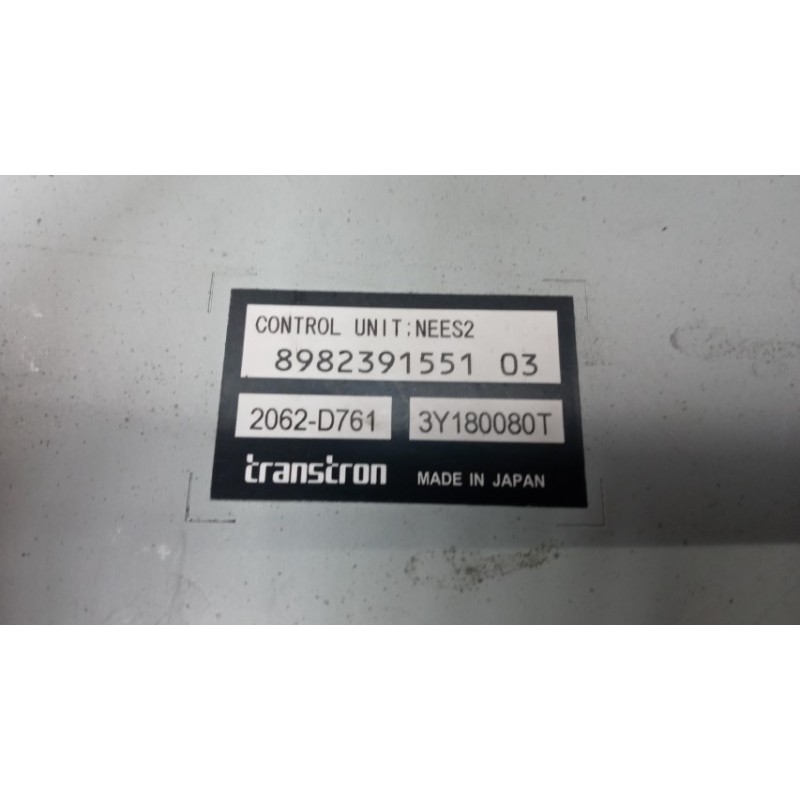 CONTROL UNIT;NEES2
8982391551 03
2062-D761 3Y180080T
transtron MADE IN JAPAN